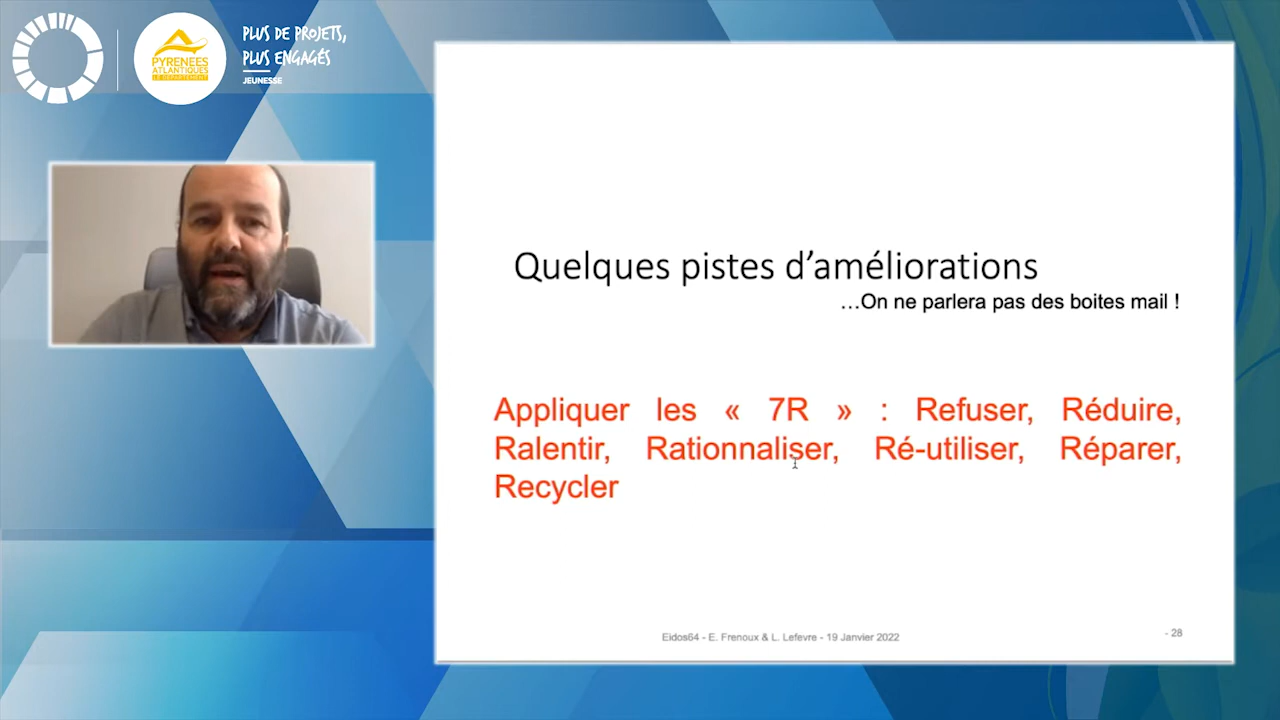 PLUS DE PROJETS,
PLUS ENGAGÉS
JEUNESSE
PYRENEES
ATLANTIQUES
LE DEPARTEMENT
Quelques pistes d’améliorations
…On ne parlera pas des boites mail !
Appliquer les « 7R » : Refuser, Réduire,
Ralentir, Rationnaliser, Ré-utiliser, Réparer,
Recycler
Eidos64 - E. Frenoux & L. Lefevre - 19 Janvier 2022
- 28